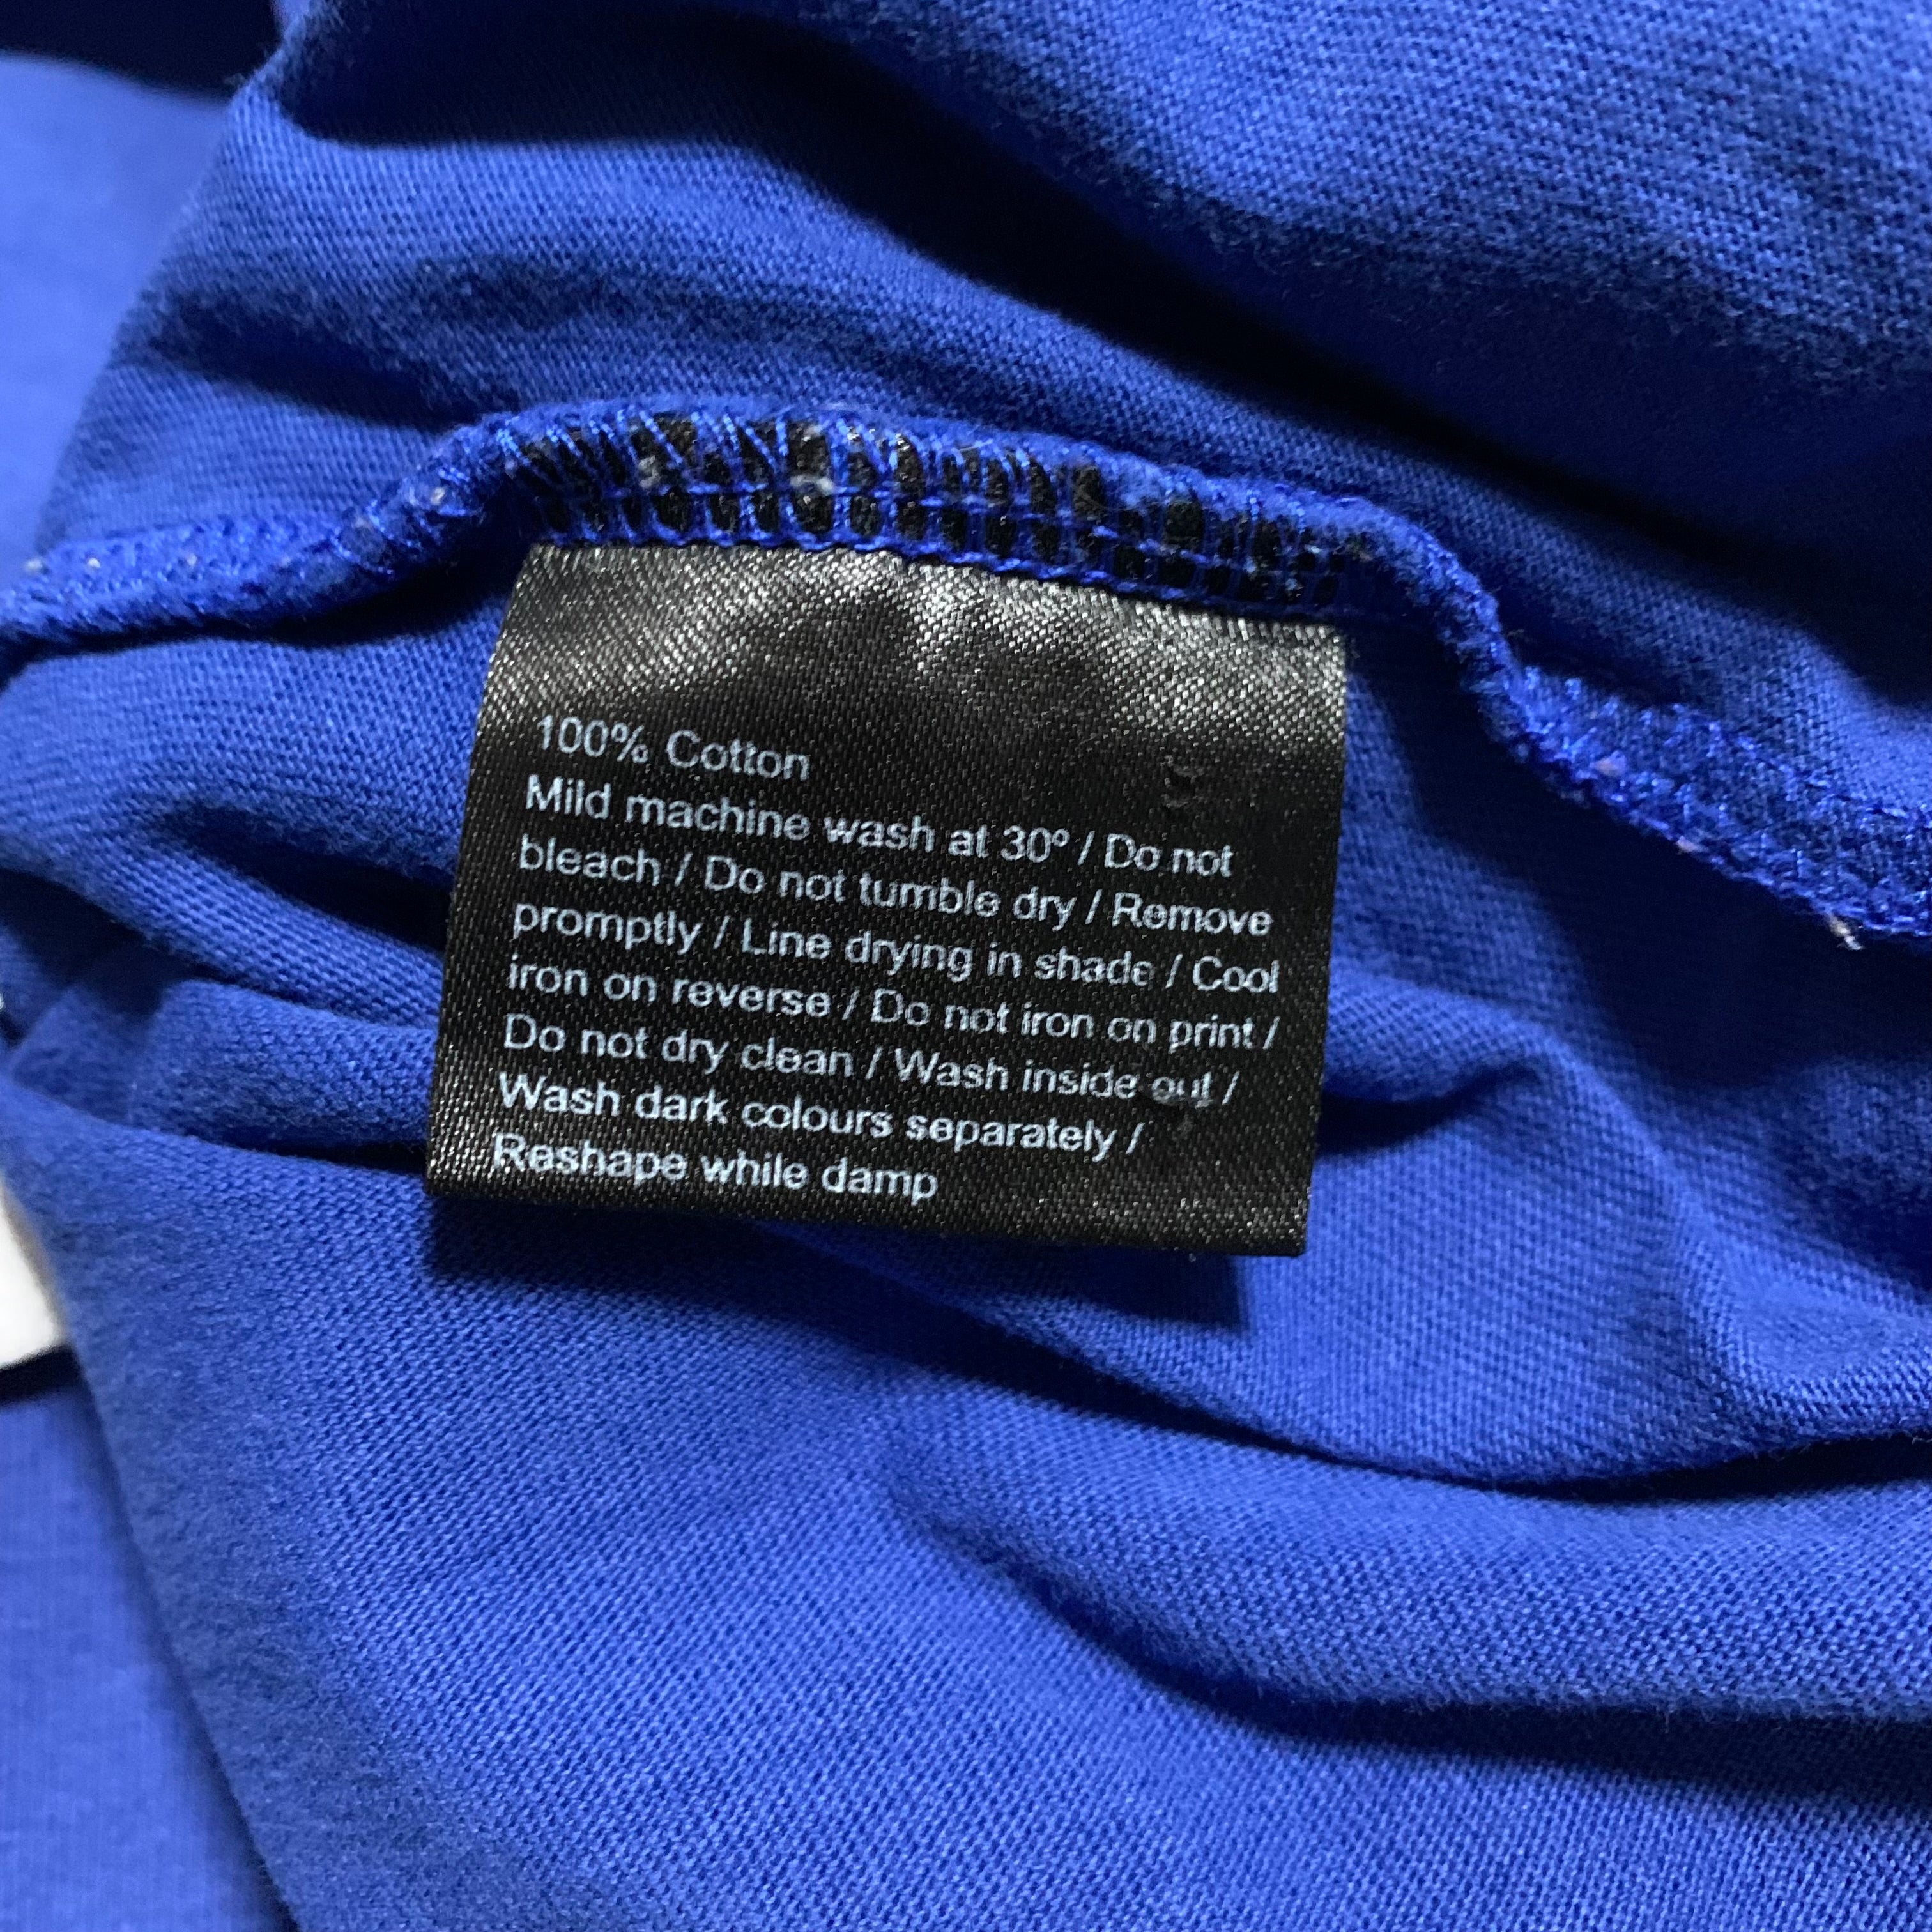 100% Cotton
Mild machine wash at 30° / Do not
bleach / Do not tumble dry / Remove
promptly / Line drying in shade / Cool
iron on reverse / Do not iron on print /
Do not dry clean / Wash inside out /
Wash dark colours separately /
Reshape while damp